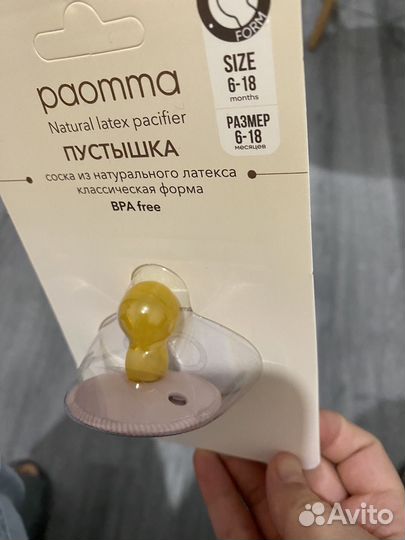 FORM
paomma
SIZE
6-18
months
Natural latex pacifier
РАЗМЕР
6-18
месяцев
ПУСТЫШКА
соска из натурального латекса
классическая форма
BPA free
Avito